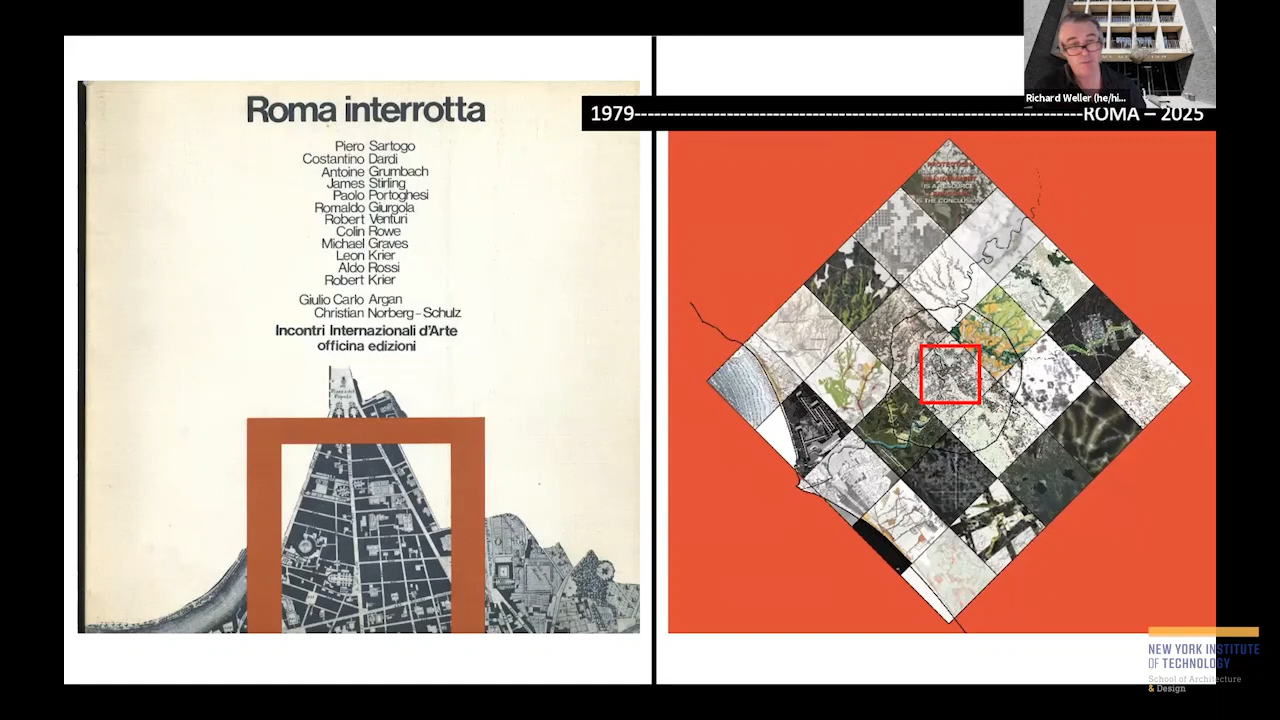 Roma interrotta
Piero Sartogo
Costantino Dardi
Antoine Grumbach
James Stirling
Paolo Portoghesi
Romaldo Giurgola
Robert Venturi
Colin Rowe
Michael Graves
Leon Krier
Aldo Rossi
Robert Krier
Giulio Carlo Argan
Christian Norberg-Schulz
Incontri Internazionali d'Arte
officina edizioni
Richard Weller (he/hi...
1979-------------------------------------------------------------------ROMA – 2025
IS A RESOURCE
IS THE CONCLUSION
NEW YORK INSTITUTE
OF TECHNOLOGY
School of Architecture
& Design